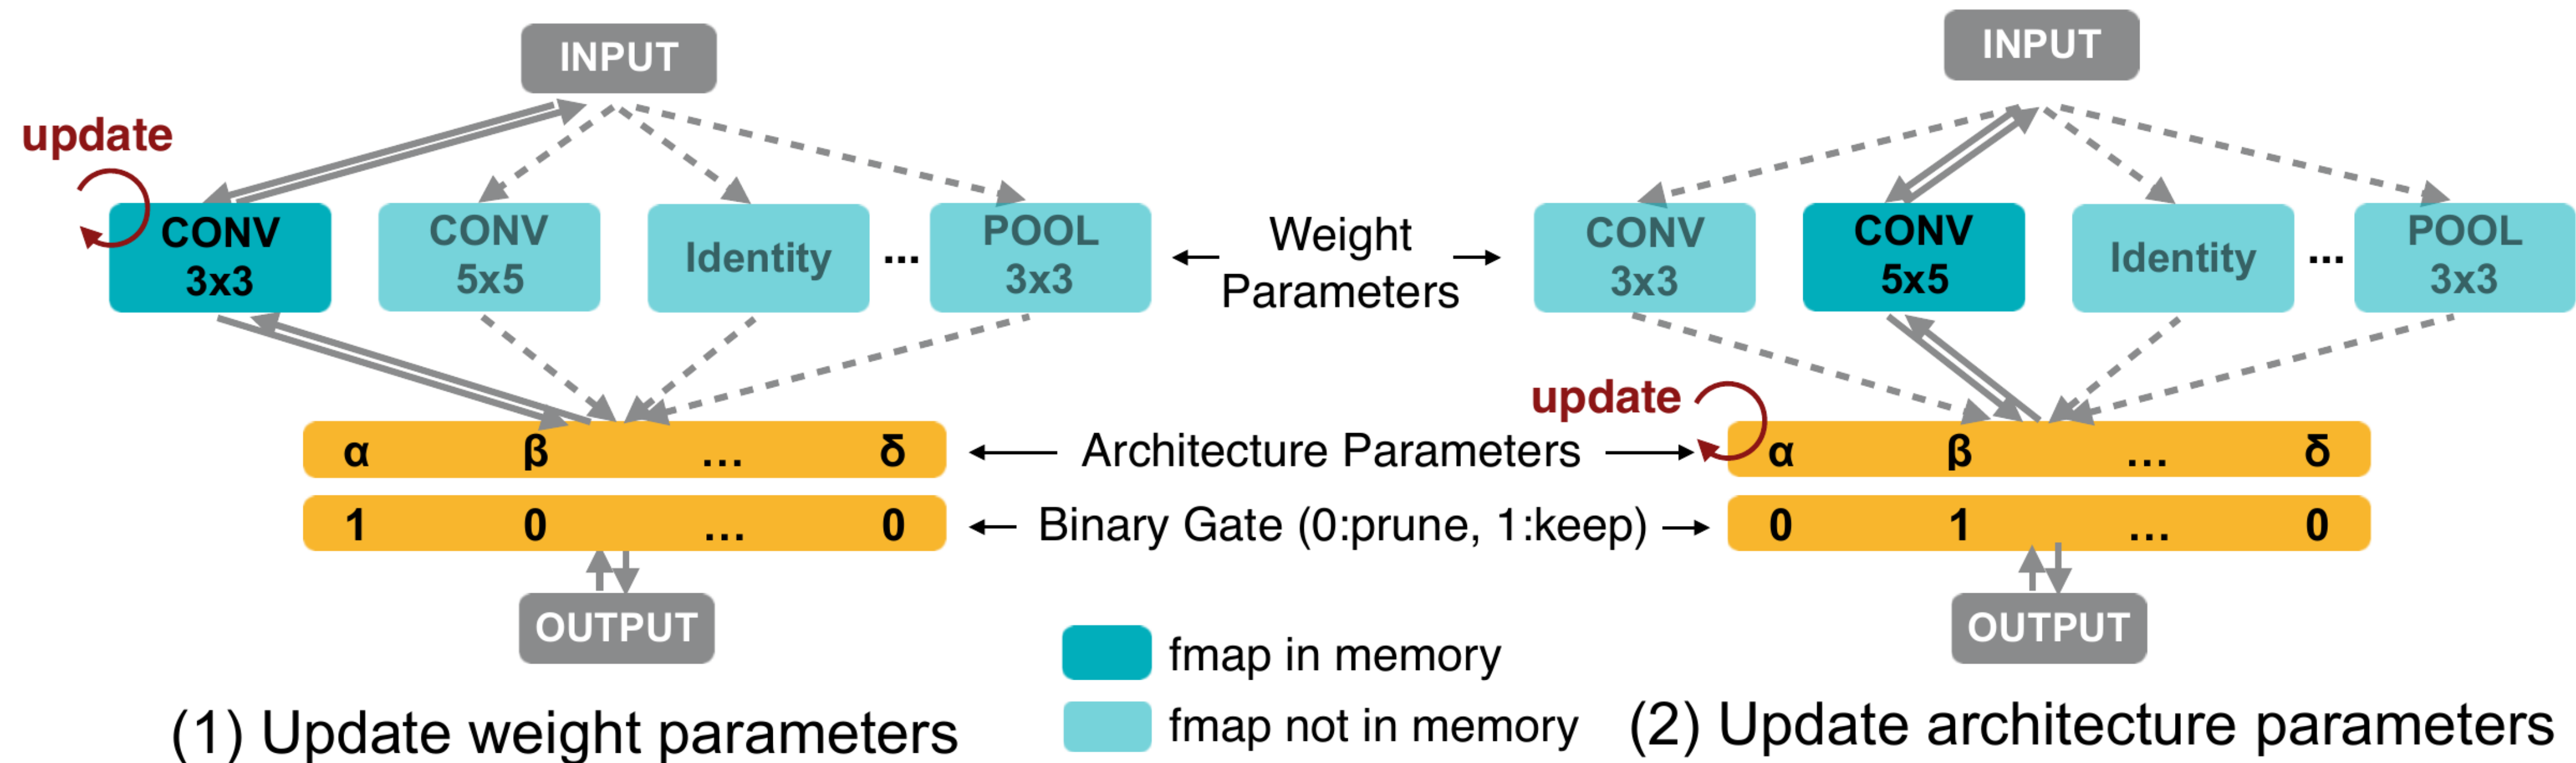 INPUT
update
CONV
3x3
CONV
5x5
Identity
...
POOL
3x3
α β ... δ
1 0 ... 0
OUTPUT
(1) Update weight parameters
Weight
Parameters
Architecture Parameters
Binary Gate (0:prune, 1:keep)
fmap in memory
fmap not in memory
INPUT
CONV
3x3
CONV
5x5
Identity
...
POOL
3x3
update
α β ... δ
0 1 ... 0
OUTPUT
(2) Update architecture parameters